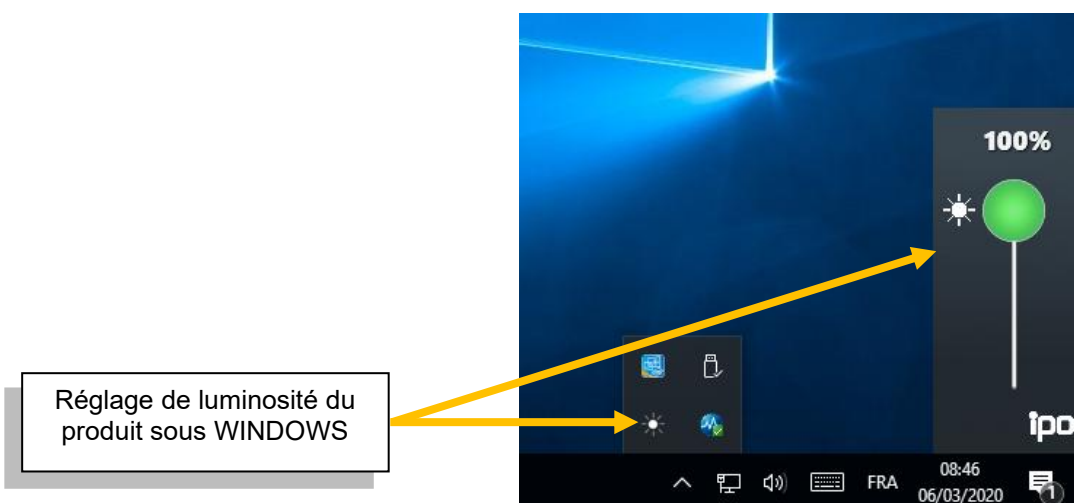 100%
Réglage de luminosité du
produit sous WINDOWS
ipo
FRA
08:46
06/03/2020
1